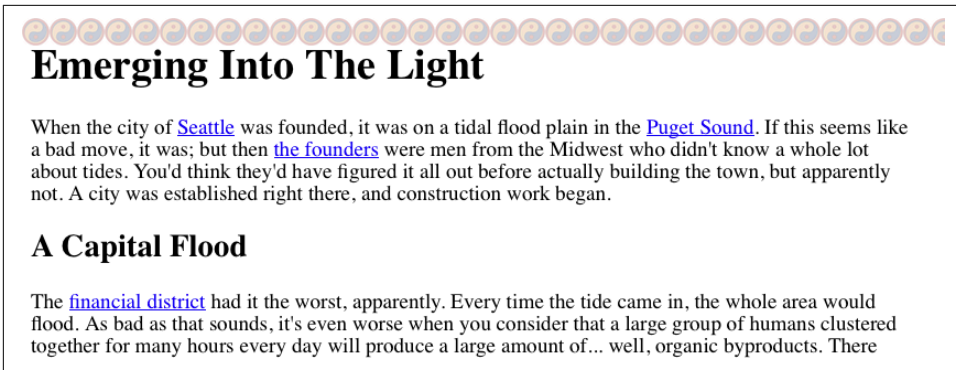 Emerging Into The Light
When the city of Seattle was founded, it was on a tidal flood plain in the Puget Sound. If this seems like
a bad move, it was; but then the founders were men from the Midwest who didn't know a whole lot
about tides. You'd think they'd have figured it all out before actually building the town, but apparently
not. A city was established right there, and construction work began.
A Capital Flood
The financial district had it the worst, apparently. Every time the tide came in, the whole area would
flood. As bad as that sounds, it's even worse when you consider that a large group of humans clustered
together for many hours every day will produce a large amount of... well, organic byproducts. There